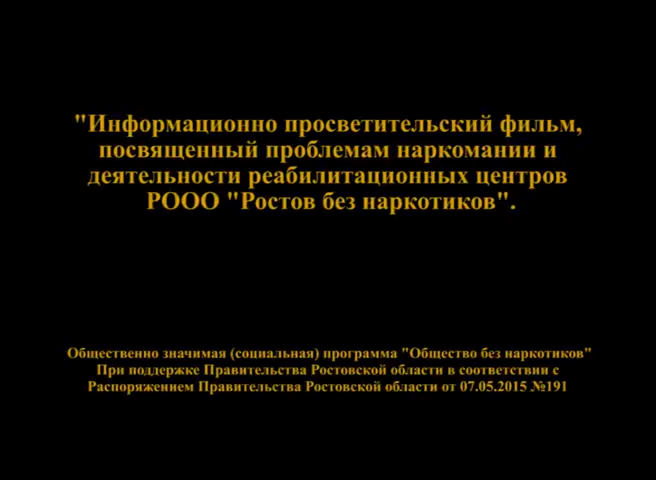 "Информационно просветительский фильм,
посвященный проблемам наркомании и
деятельности реабилитационных центров
РООО "Ростов без наркотиков".
Общественно значимая (социальная) программа "Общество без наркотиков"
При поддержке Правительства Ростовской области в соответствии с
Распоряжением Правительства Ростовской области от 07.05.2015 №191